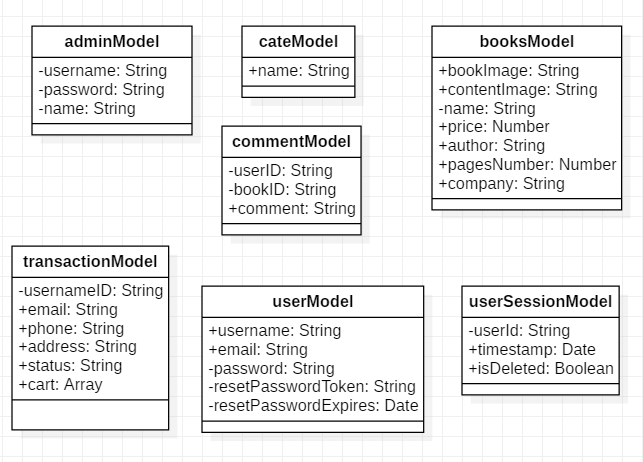 adminModel
-username: String
-password: String
-name: String
cateModel
+name: String
booksModel
+bookImage: String
+contentImage: String
-name: String
+price: Number
+author: String
+pagesNumber: Number
+company: String
commentModel
-userID: String
-bookID: String
+comment: String
transactionModel
-usernameID: String
+email: String
+phone: String
+address: String
+status: String
+cart: Array
userModel
+username: String
+email: String
-password: String
-resetPasswordToken: String
-resetPasswordExpires: Date
userSessionModel
-userId: String
+timestamp: Date
+isDeleted: Boolean